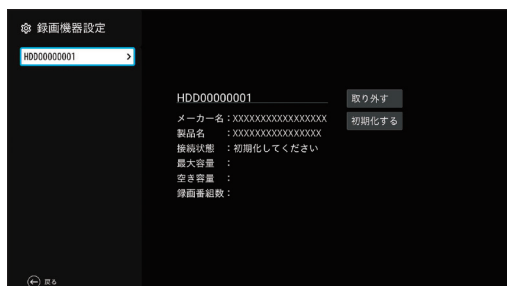 録画機器設定
HDD00000001 >
HDD00000001
取り外す
メーカー名：XXXXXXXXXXXXXXXXX
初期化する
製品名　：XXXXXXXXXXXXXXXX
接続状態　：初期化してください
最大容量　：
空き容量　：
録画番組数：
戻る